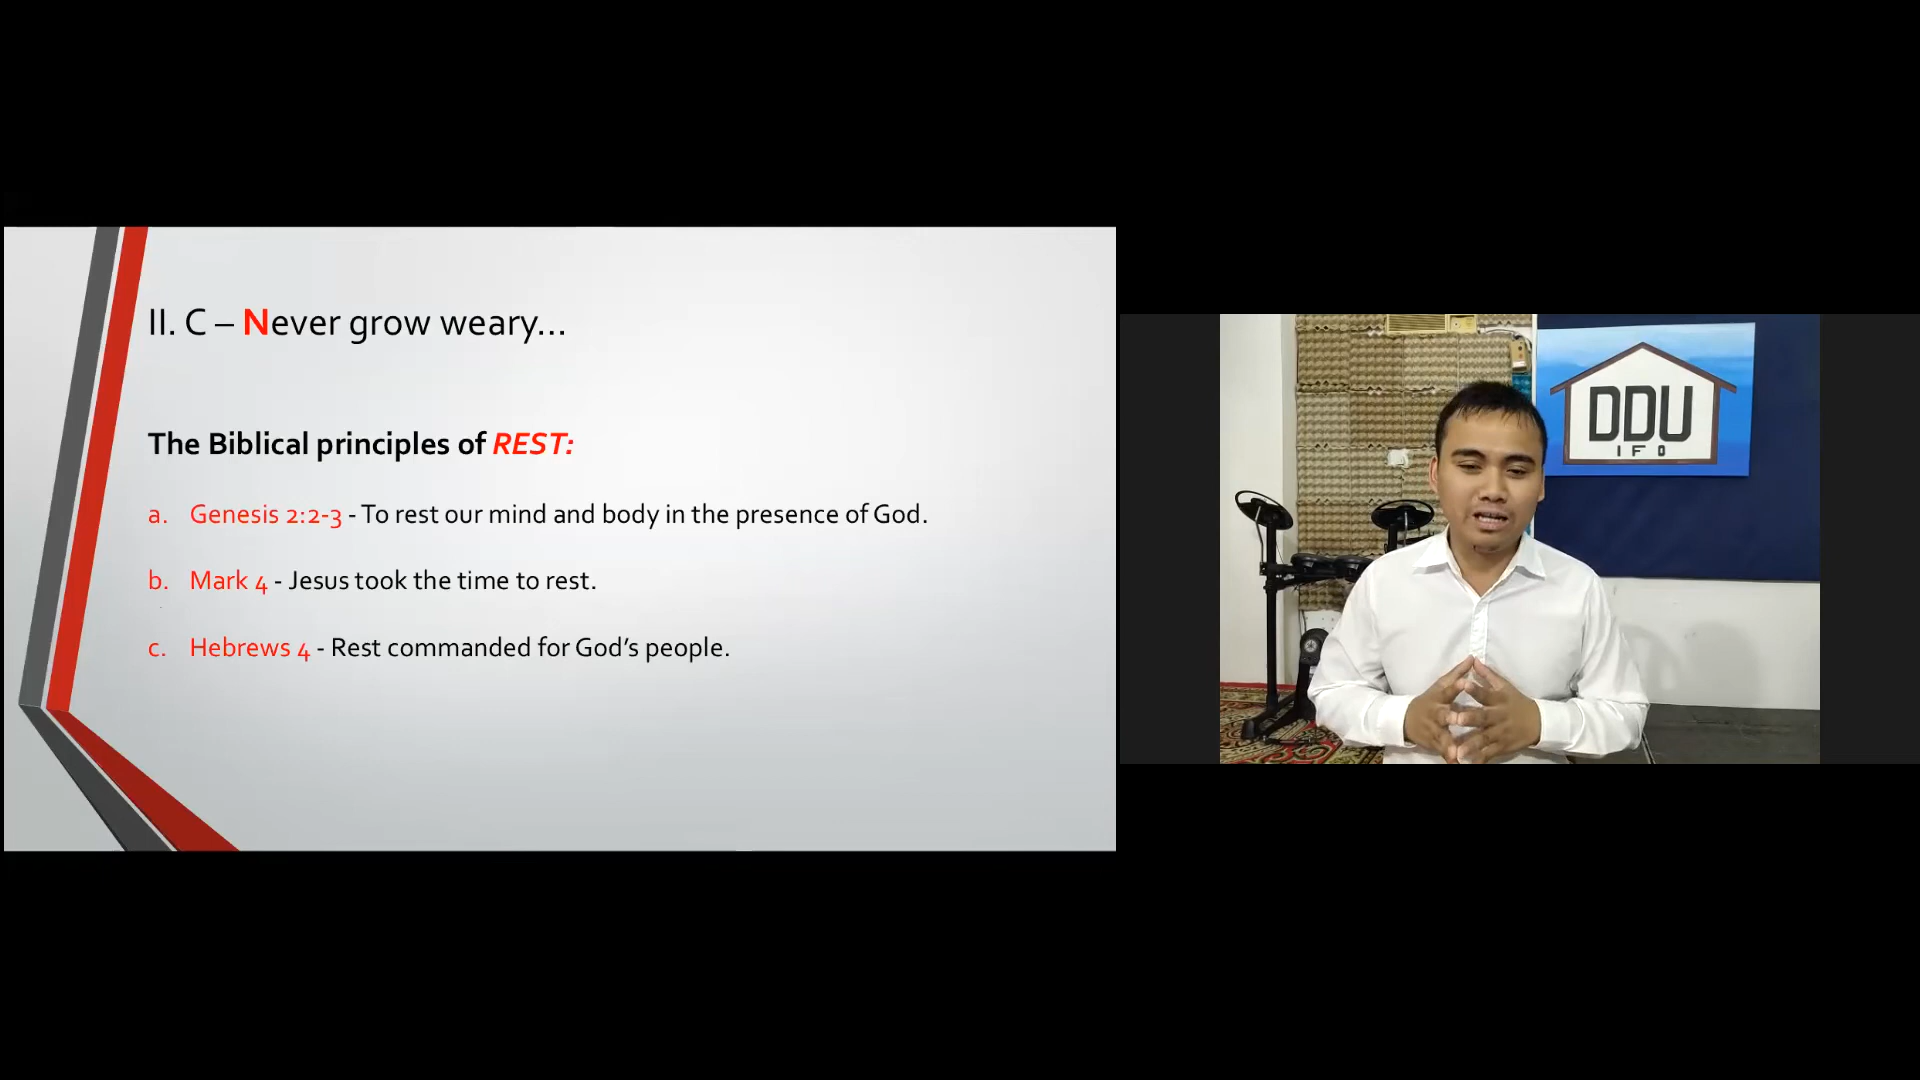 II. C – Never grow weary...
The Biblical principles of REST:
a. Genesis 2:2-3 - To rest our mind and body in the presence of God.
b. Mark 4 - Jesus took the time to rest.
c. Hebrews 4 - Rest commanded for God's people.
DDU
IFO